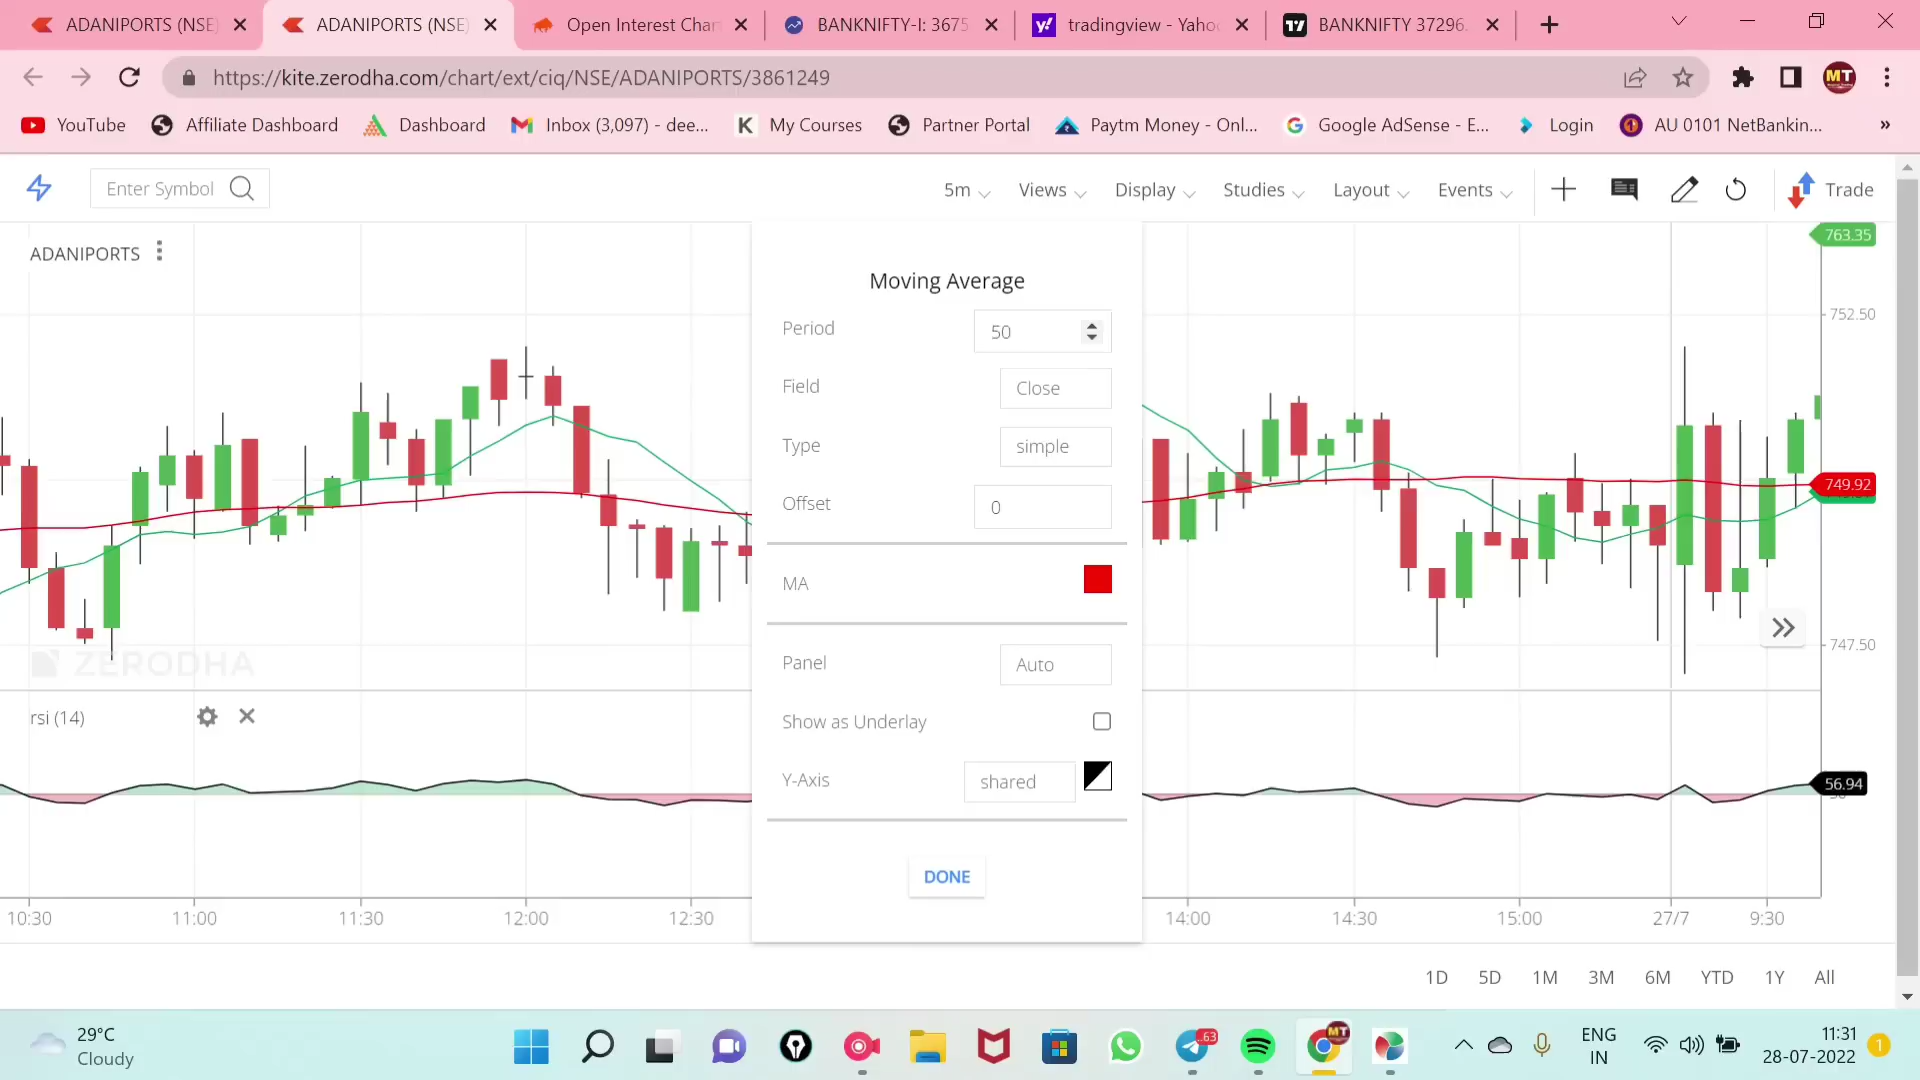 ADANIPORTS (NSE)
ADANIPORTS (NSE)
Open Interest Char
BANKNIFTY-I: 3675
tradingview - Yahoo
BANKNIFTY 37296.
https://kite.zerodha.com/chart/ext/ciq/NSE/ADANIPORTS/3861249
MT
YouTube
Affiliate Dashboard
Dashboard
Inbox (3,097) - dee...
K My Courses
Partner Portal
Paytm Money - Onl...
Google AdSense - E...
Login
AU 0101 NetBankin...
»
Enter Symbol
5m
Views
Display
Studies
Layout
Events
Trade
ADANIPORTS
763.35
752.50
749.92
747.50
ZERODHA
Moving Average
Period 50
Field Close
Type simple
Offset 0
MA
Panel Auto
Show as Underlay
Y-Axis shared
DONE
rsi (14)
56.94
10:30 11:00 11:30 12:00 12:30 14:00 14:30 15:00 27/7 9:30
1D 5D 1M 3M 6M YTD 1Y All
29°C
Cloudy
..63
MT
ENG
IN
11:31
28-07-2022
1